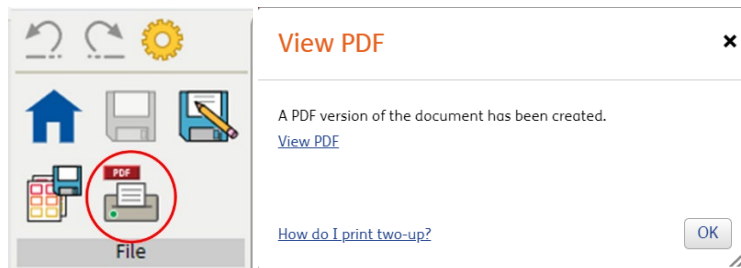 PDF
File
View PDF
A PDF version of the document has been created.
View PDF
How do I print two-up?
OK